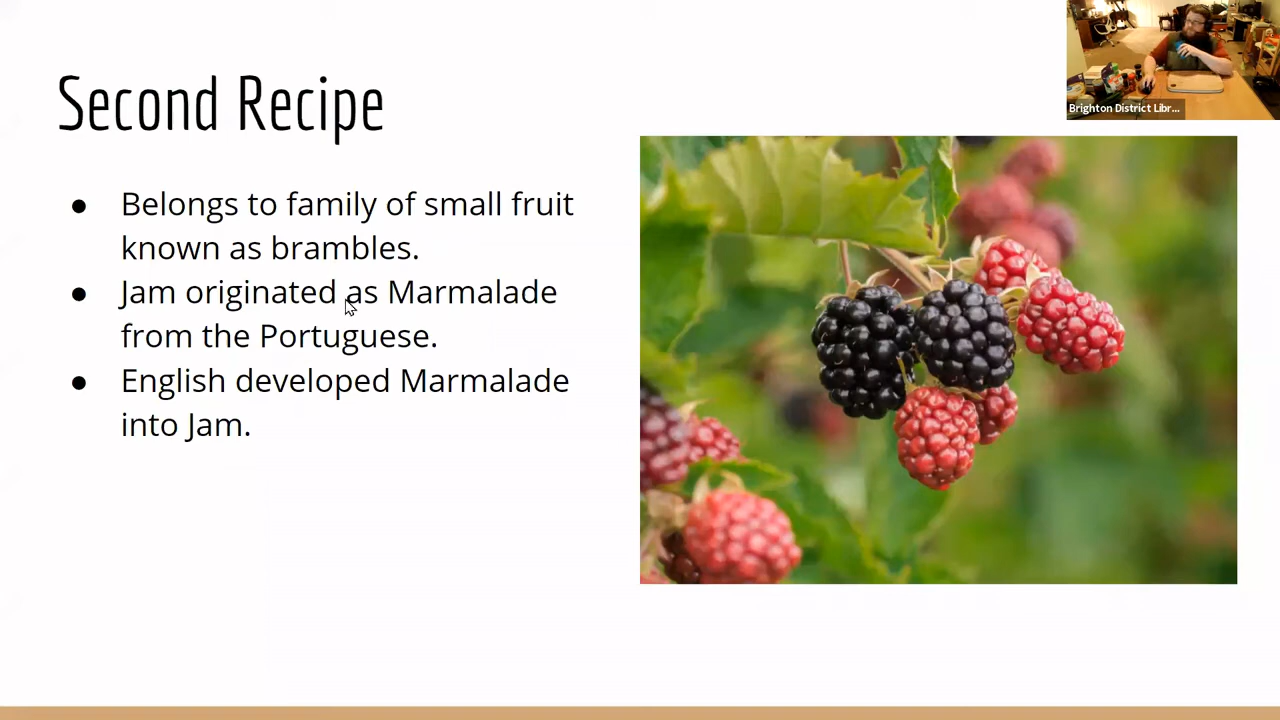 Second Recipe
Brighton District Libr...
● Belongs to family of small fruit
known as brambles.
● Jam originated as Marmalade
from the Portuguese.
● English developed Marmalade
into Jam.